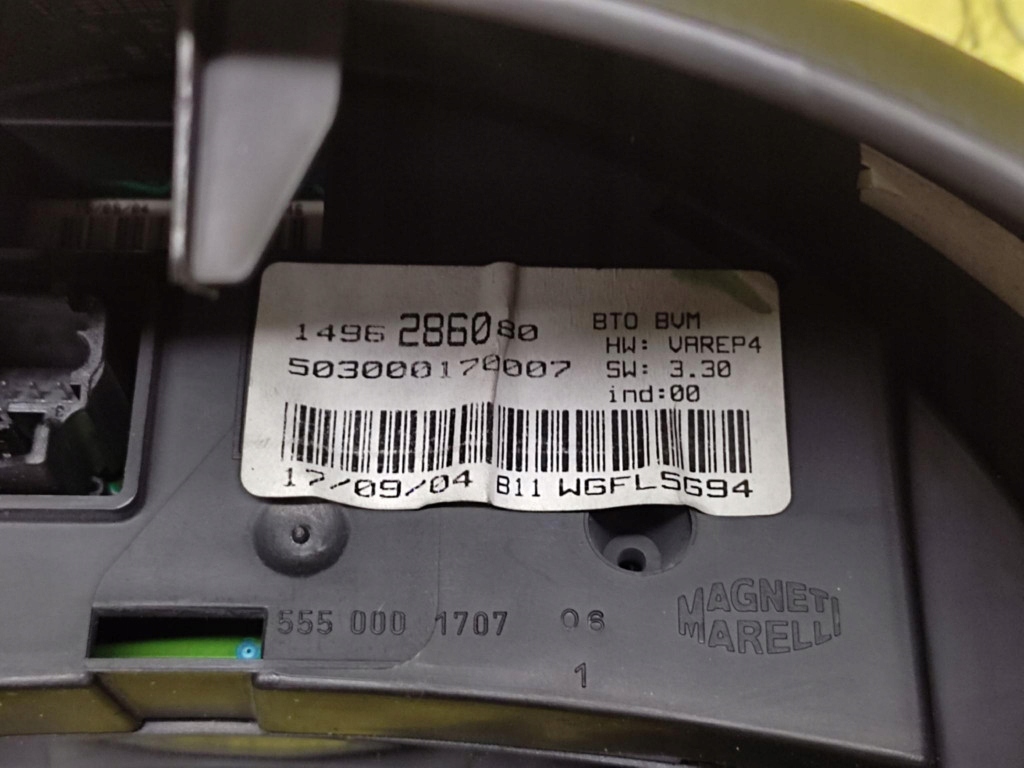 1496 286080
BTO BVM
HW: VAREP4
503000170007
SW: 3.30
ind:00
17/09/04 B11 WGFLSG94
555 000 1707 06
1
MAGNETI
MARELLI